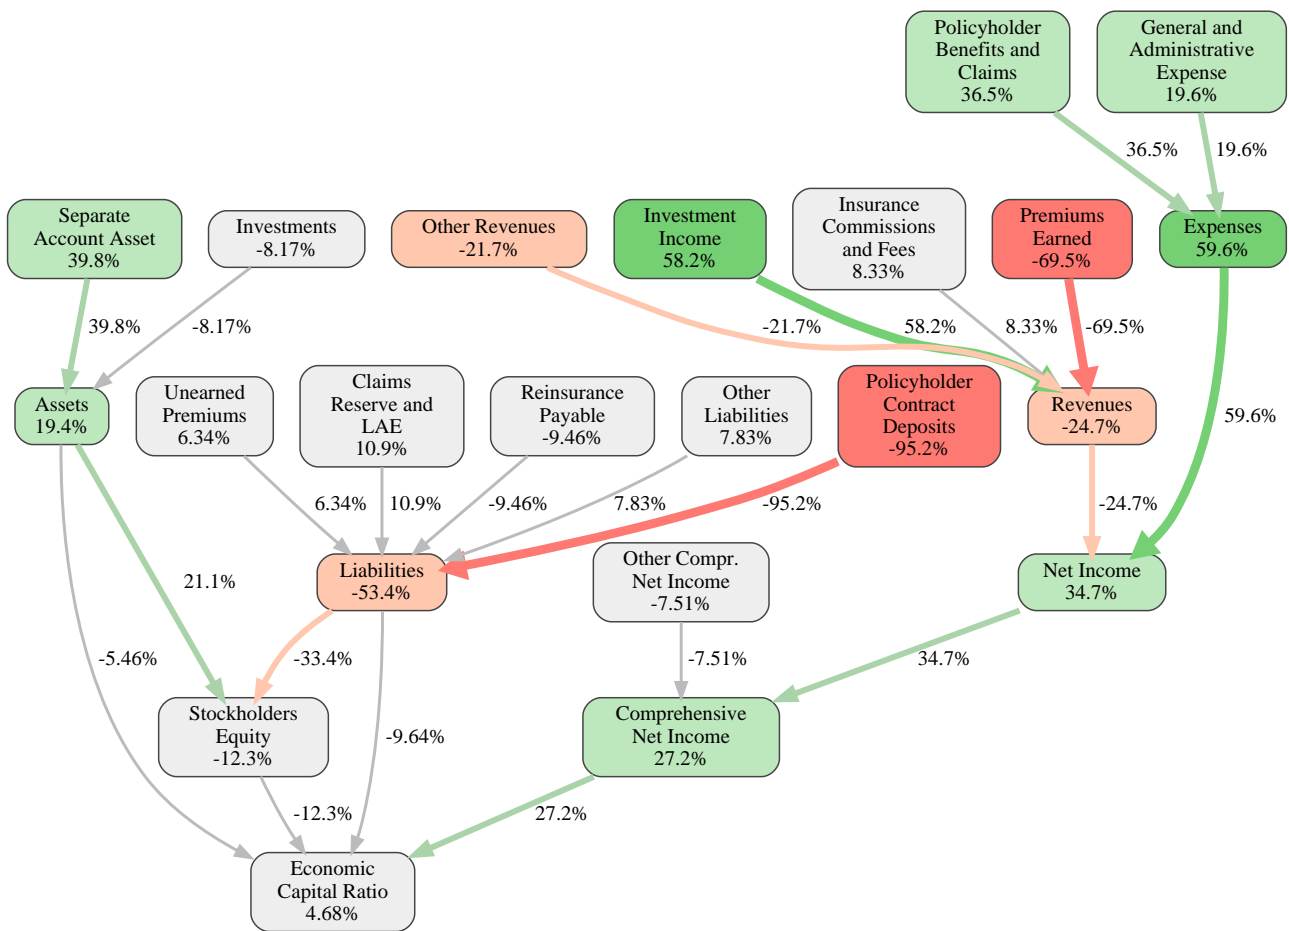 Policyholder
Benefits and
Claims
36.5%
General and
Administrative
Expense
19.6%
36.5%
19.6%
Separate
Account Asset
39.8%
Investments
-8.17%
Other Revenues
-21.7%
Investment
Income
58.2%
Insurance
Commissions
and Fees
8.33%
Premiums
Earned
-69.5%
Expenses
59.6%
39.8%
-8.17%
-21.7%
58.2%
8.33%
-69.5%
59.6%
Assets
19.4%
Unearned
Premiums
6.34%
Claims
Reserve and
LAE
10.9%
Reinsurance
Payable
-9.46%
Other
Liabilities
7.83%
Policyholder
Contract
Deposits
-95.2%
Revenues
-24.7%
6.34%
10.9%
-9.46%
7.83%
-95.2%
-24.7%
21.1%
Liabilities
-53.4%
Other Compr.
Net Income
-7.51%
Net Income
34.7%
-5.46%
-33.4%
-7.51%
34.7%
Stockholders
Equity
-12.3%
-9.64%
Comprehensive
Net Income
27.2%
-12.3%
27.2%
Economic
Capital Ratio
4.68%